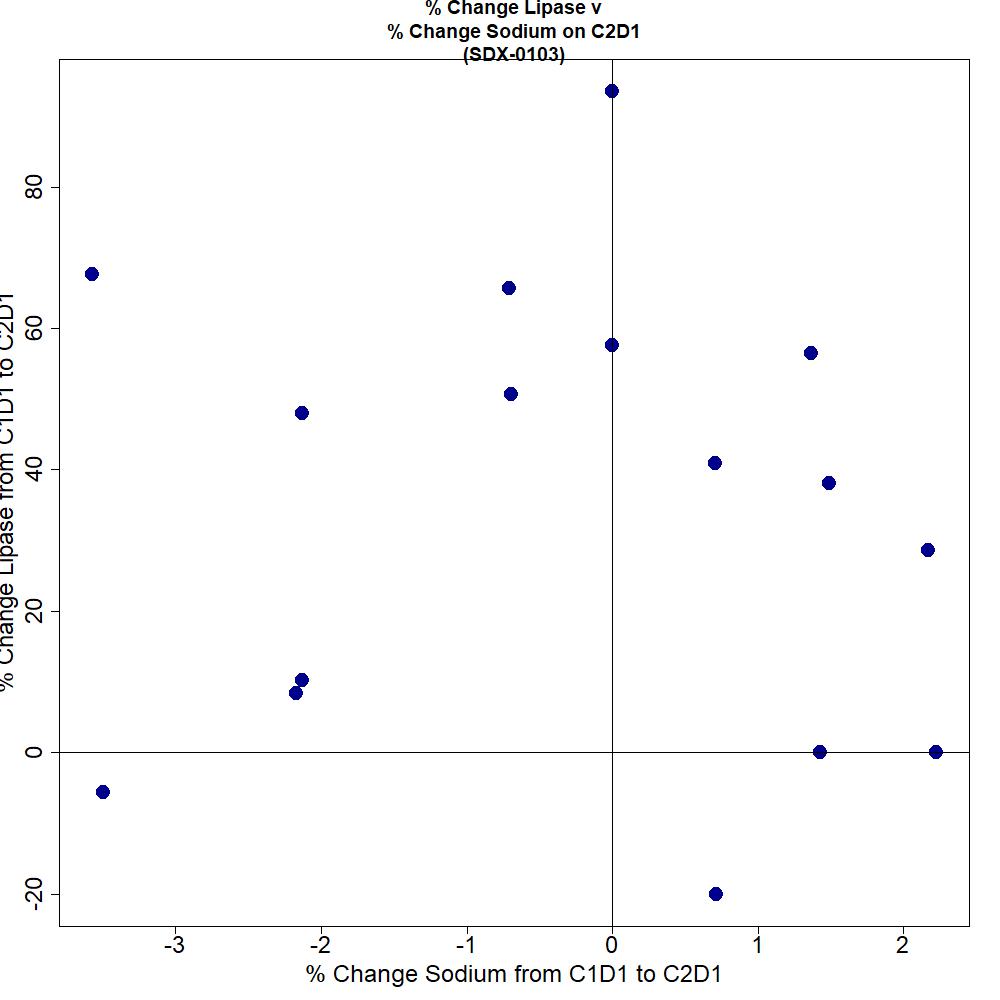 % Change Lipase v
% Change Sodium on C2D1
(SDX-0103)
% Change Lipase from C1D1 to C2D1
80
60
40
20
0
-20
-3
-2
-1
0
1
2
% Change Sodium from C1D1 to C2D1